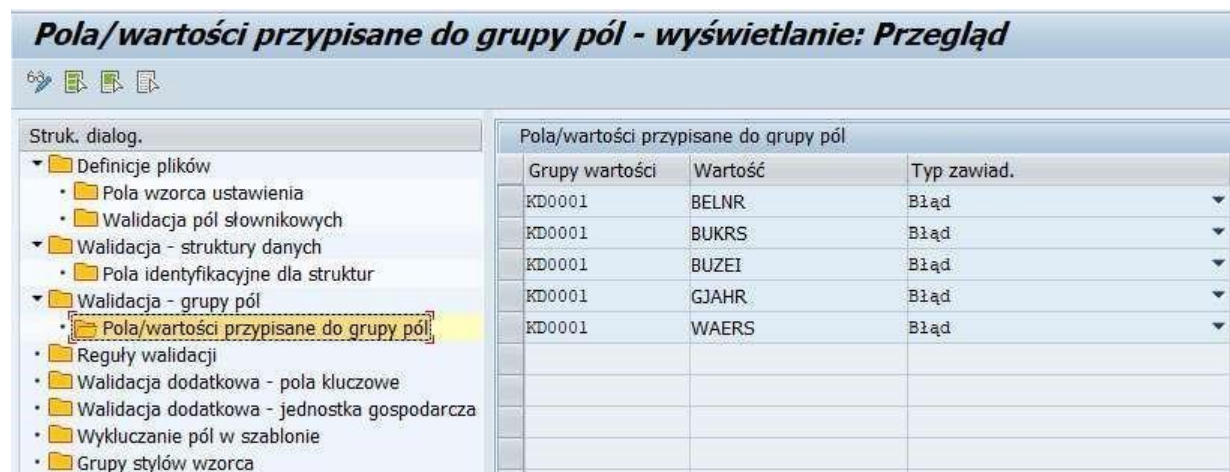 Pola/wartości przypisane do grupy pól - wyświetlanie: Przegląd
Struk. dialog.
Definicje plików
Pola wzorca ustawienia
Walidacja pól słownikowych
Walidacja - struktury danych
Pola identyfikacyjne dla struktur
Walidacja - grupy pól
Pola/wartości przypisane do grupy pól
Reguły walidacji
Walidacja dodatkowa - pola kluczowe
Walidacja dodatkowa - jednostka gospodarcza
Wykluczanie pól w szablonie
Grupy stylów wzorca
Pola/wartości przypisane do grupy pól
Grupy wartości Wartość Typ zawiad.
KD0001 BELNR Błąd
KD0001 BUKRS Błąd
KD0001 BUZEI Błąd
KD0001 GJAHR Błąd
KD0001 WAERS Błąd